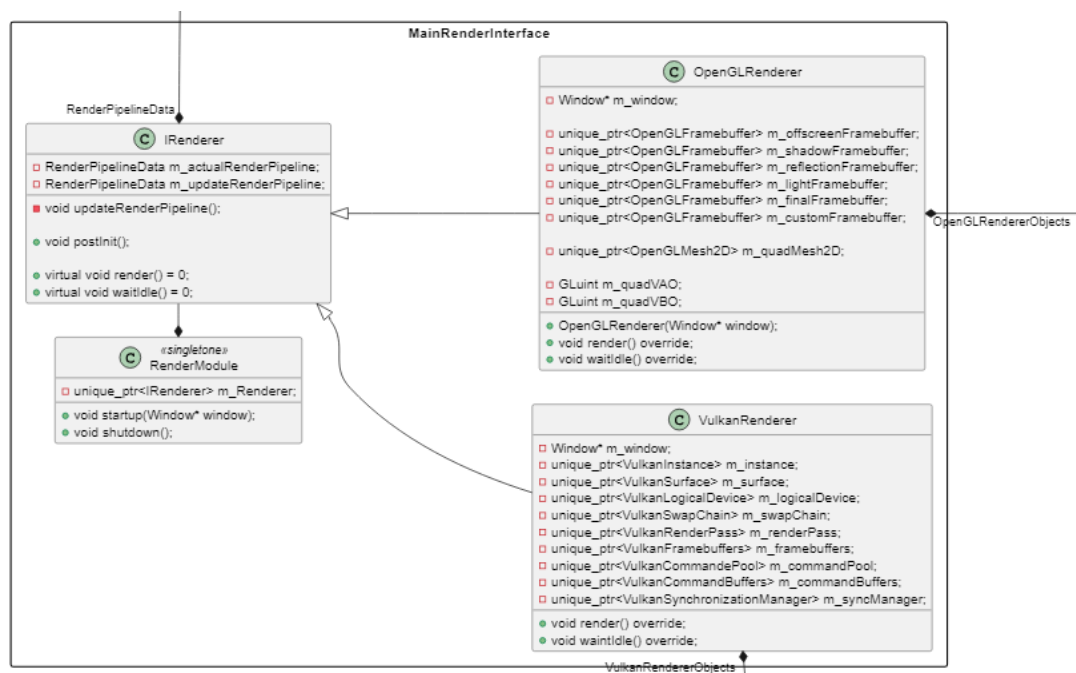 MainRenderInterface
RenderPipelineData
C IRenderer
RenderPipelineData m_actualRenderPipeline;
RenderPipelineData m_updateRenderPipeline;
void updateRenderPipeline();
void postInit();
virtual void render() = 0;
virtual void waitIdle() = 0;
«singletone»
C RenderModule
unique_ptr<IRenderer> m_Renderer;
void startup(Window* window);
void shutdown();
C OpenGLRenderer
Window* m_window;
unique_ptr<OpenGLFramebuffer> m_offscreenFramebuffer;
unique_ptr<OpenGLFramebuffer> m_shadowFramebuffer;
unique_ptr<OpenGLFramebuffer> m_reflectionFramebuffer;
unique_ptr<OpenGLFramebuffer> m_lightFramebuffer;
unique_ptr<OpenGLFramebuffer> m_finalFramebuffer;
unique_ptr<OpenGLFramebuffer> m_customFramebuffer;
unique_ptr<OpenGLMesh2D> m_quadMesh2D;
GLuint m_quadVAO;
GLuint m_quadVBO;
OpenGLRenderer(Window* window);
void render() override;
void waitIdle() override;
OpenGLRendererObjects
C VulkanRenderer
Window* m_window;
unique_ptr<VulkanInstance> m_instance;
unique_ptr<VulkanSurface> m_surface;
unique_ptr<VulkanLogicalDevice> m_logicalDevice;
unique_ptr<VulkanSwapChain> m_swapChain;
unique_ptr<VulkanRenderPass> m_renderPass;
unique_ptr<VulkanFramebuffers> m_framebuffers;
unique_ptr<VulkanCommandePool> m_commandPool;
unique_ptr<VulkanCommandBuffers> m_commandBuffers;
unique_ptr<VulkanSynchronizationManager> m_syncManager;
void render() override;
void waintIdle() override;
VulkanRendererObjects